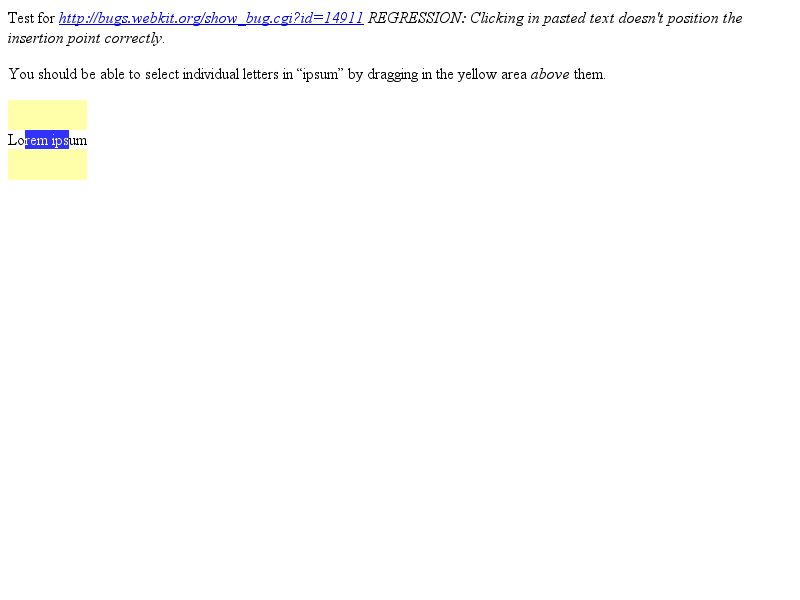 Test for http://bugs.webkit.org/show_bug.cgi?id=14911 REGRESSION: Clicking in pasted text doesn't position the
insertion point correctly.
You should be able to select individual letters in “ipsum” by dragging in the yellow area above them.
Lorem ipsum